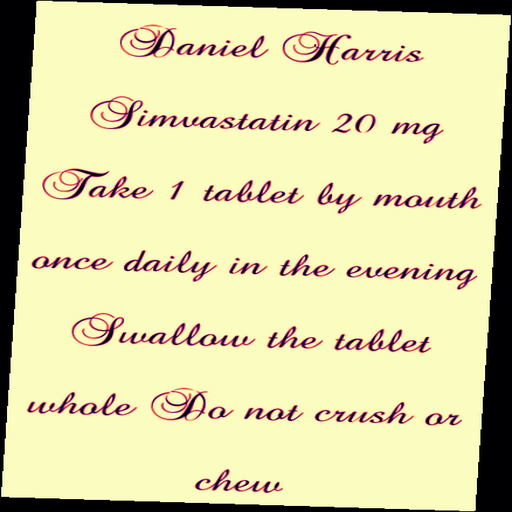 Daniel Harris
Simvastatin 20 mg
Take 1 tablet by mouth
once daily in the evening
Swallow the tablet
whole Do not crush or
chew